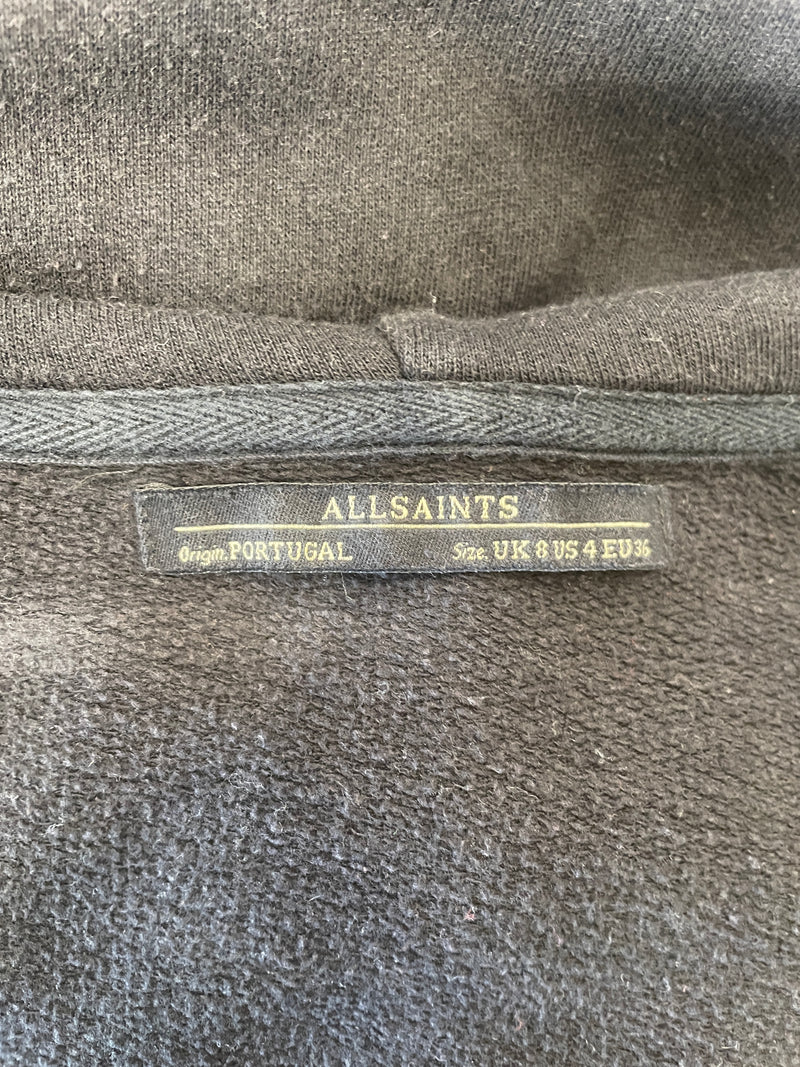 ALLSAINTS
Origin. PORTUGAL Size. UK 8 US 4 EU 36